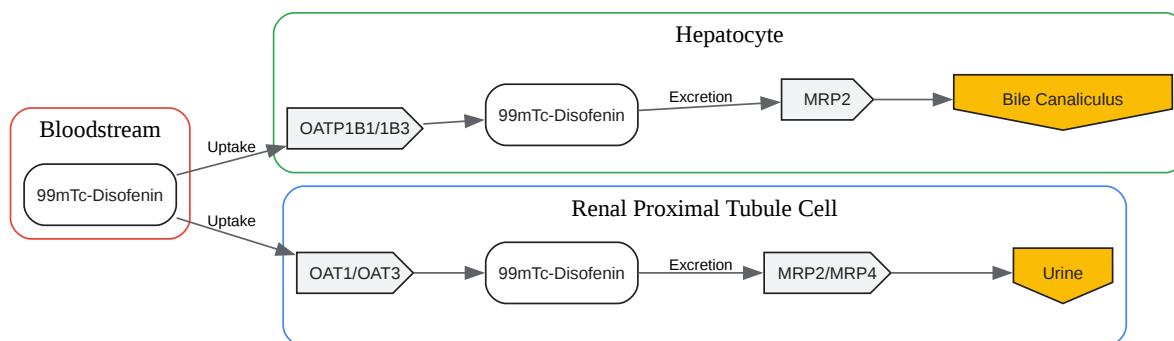 Hepatocyte
Bloodstream
99mTc-Disofenin
Uptake
OATP1B1/1B3
99mTc-Disofenin
Excretion
MRP2
Bile Canaliculus
Renal Proximal Tubule Cell
Uptake
OAT1/OAT3
99mTc-Disofenin
Excretion
MRP2/MRP4
Urine